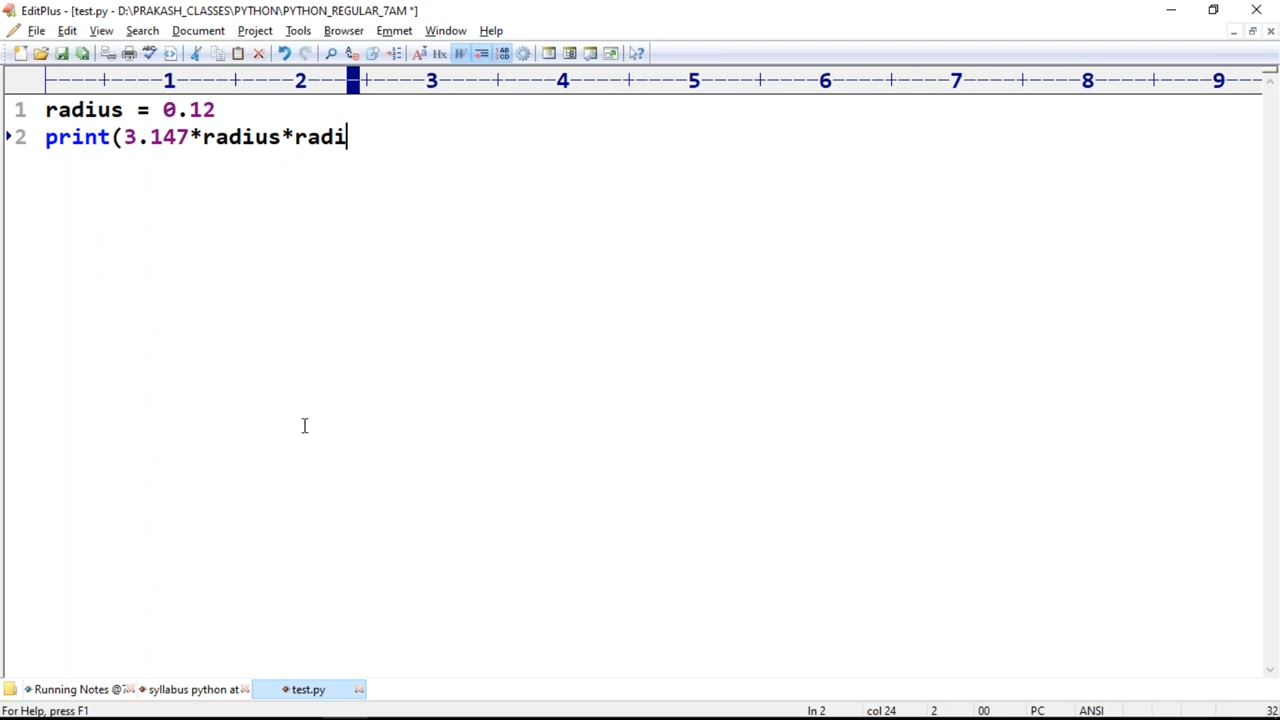 EditPlus - [test.py - D:\PRAKASH_CLASSES\PYTHON\PYTHON_REGULAR_7AM *]
File Edit View Search Document Project Tools Browser Emmet Window Help
1 2 3 4 5 6 7 8 9
1 radius = 0.12
2 print(3.147*radius*radi
Running Notes @7 syllabus python at test.py
For Help, press F1 ln 2 col 24 2 00 PC ANSI 32